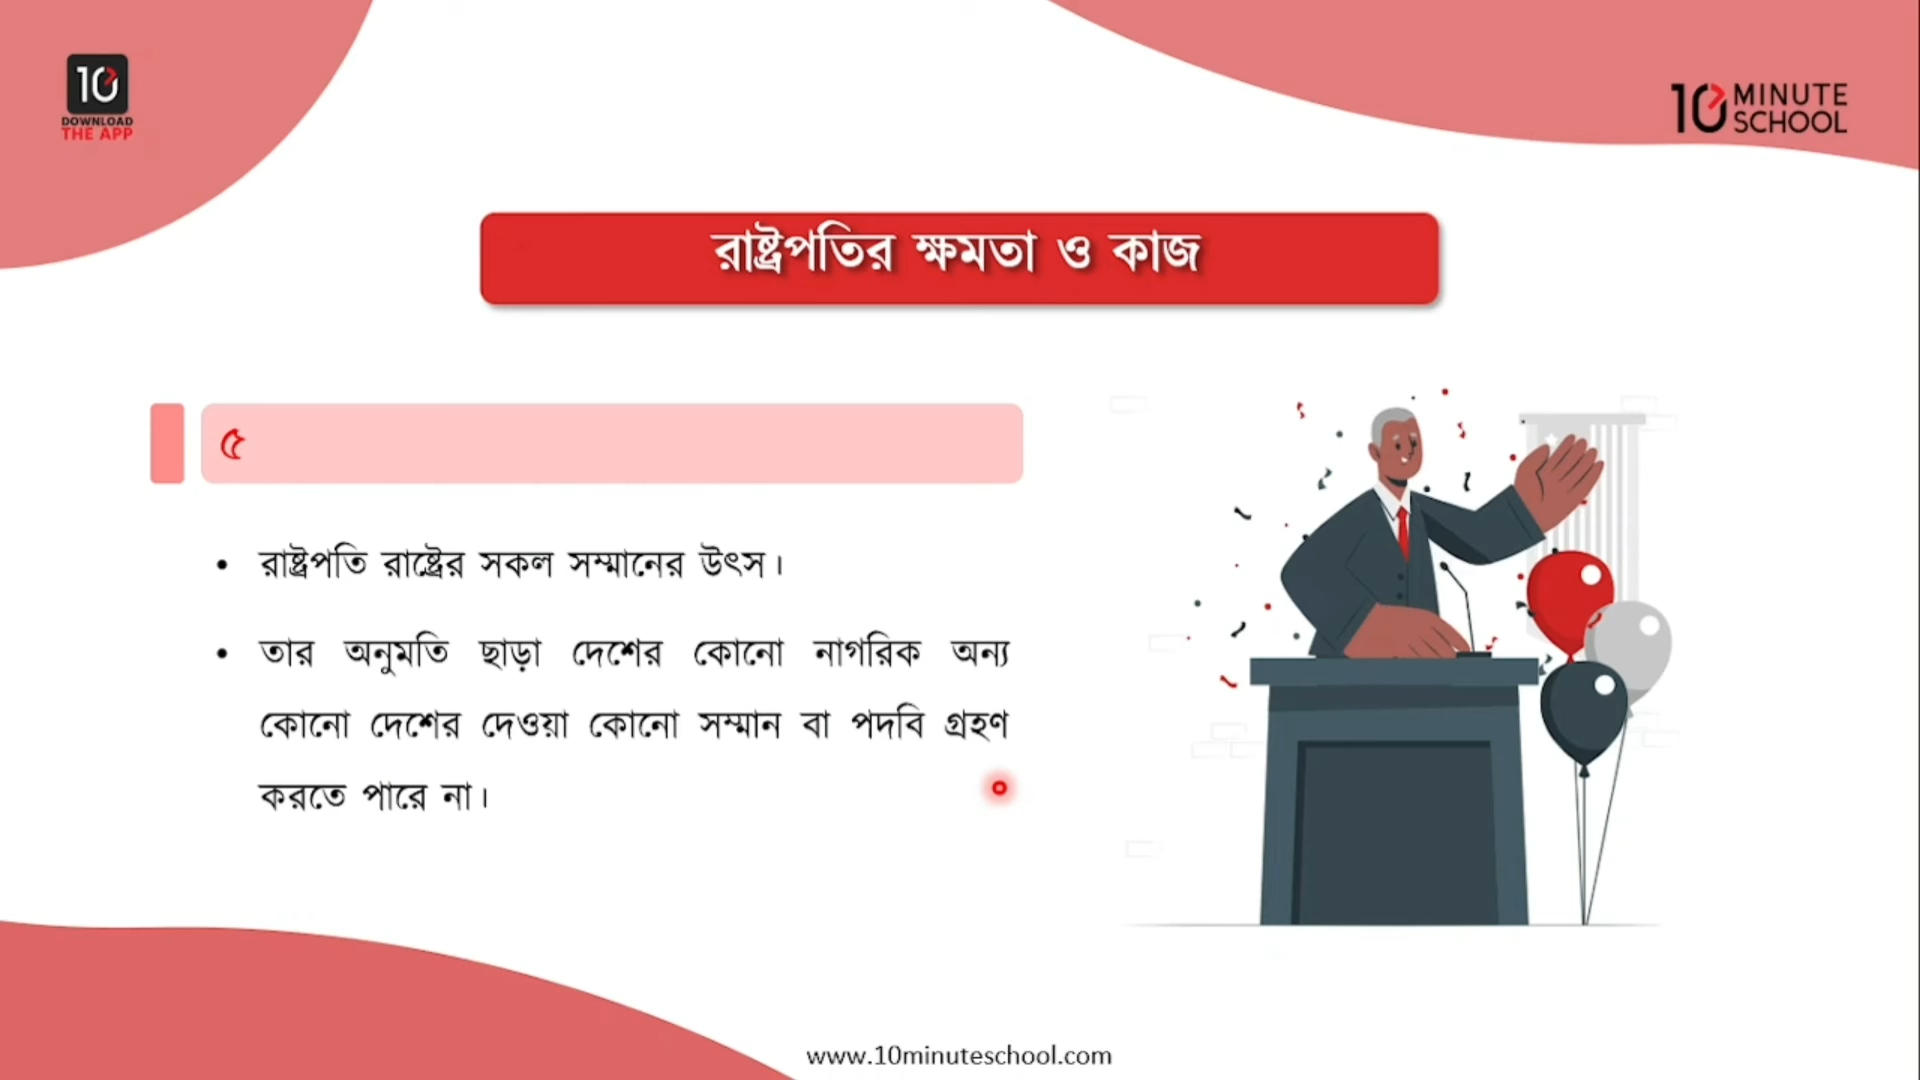 10
DOWNLOAD
THE APP
10 MINUTE
SCHOOL
রাষ্ট্রপতির ক্ষমতা ও কাজ
৫
• রাষ্ট্রপতি রাষ্ট্রের সকল সম্মানের উৎস।
• তার অনুমতি ছাড়া দেশের কোনো নাগরিক অন্য
কোনো দেশের দেওয়া কোনো সম্মান বা পদবি গ্রহণ
করতে পারে না।
www.10minuteschool.com